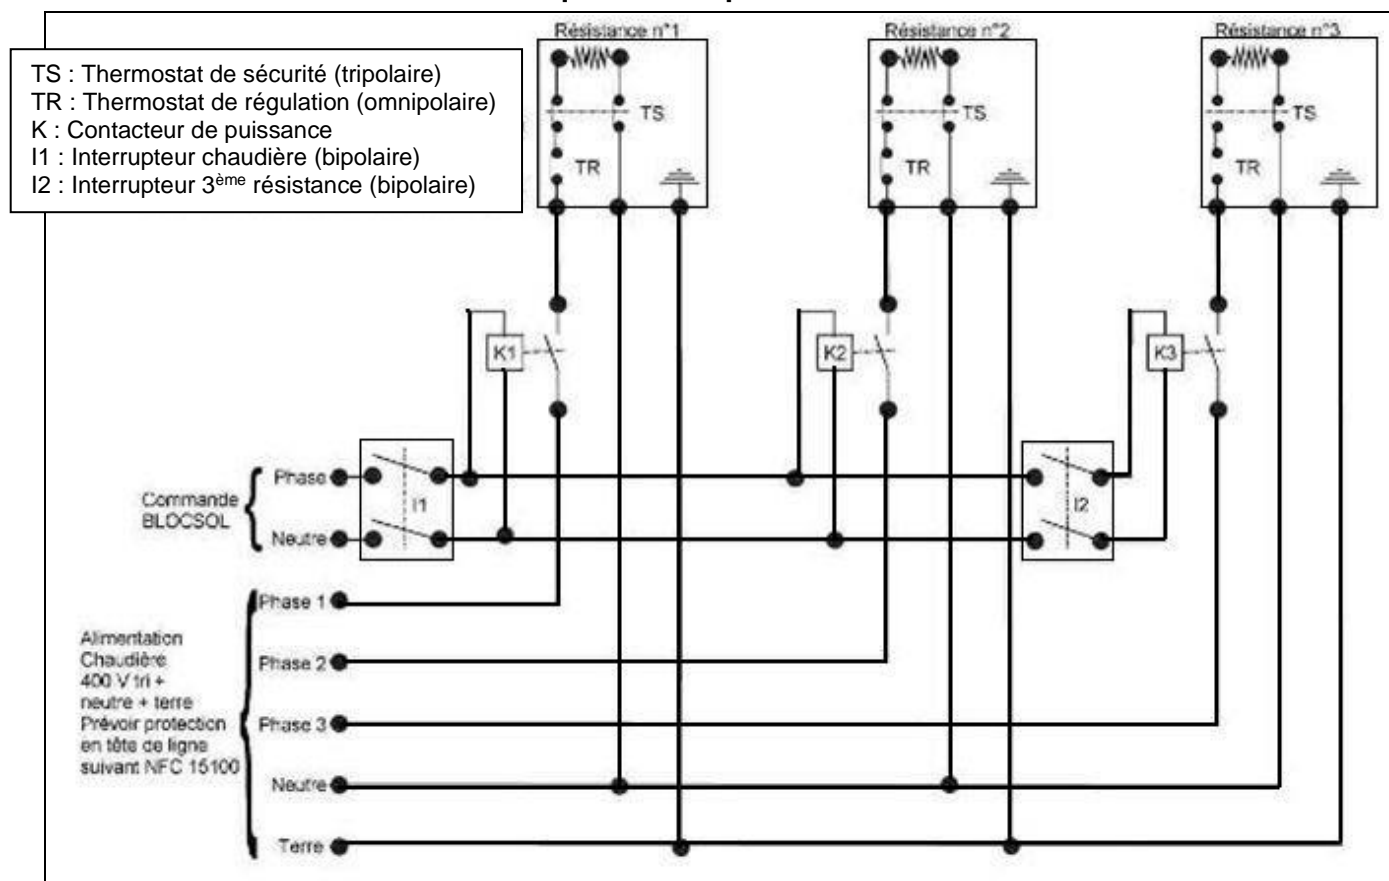 Résistance n°1
Résistance n°2
Résistance n°3
TS : Thermostat de sécurité (tripolaire)
TR : Thermostat de régulation (omnipolaire)
K : Contacteur de puissance
I1 : Interrupteur chaudière (bipolaire)
I2 : Interrupteur 3ème résistance (bipolaire)
TS
TS
TS
TR
TR
TR
K1
K2
K3
Commande
BLOCSOL
Phase
Neutre
I1
I2
Alimentation
Chaudière
400 V tri +
neutre + terre
Prévoir protection
en tête de ligne
suivant NFC 15100
Phase 1
Phase 2
Phase 3
Neutre
Terre